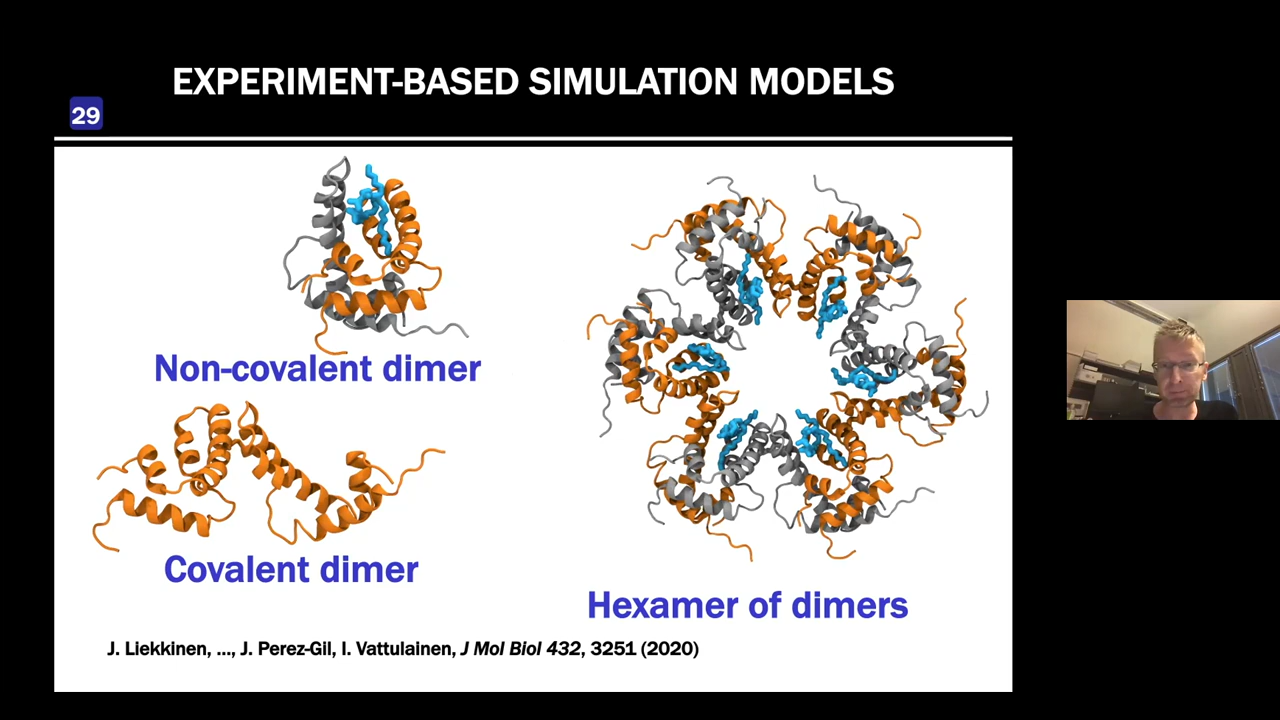 EXPERIMENT-BASED SIMULATION MODELS
29
Non-covalent dimer
Covalent dimer
Hexamer of dimers
J. Liekkinen, ..., J. Perez-Gil, I. Vattulainen, J Mol Biol 432, 3251 (2020)